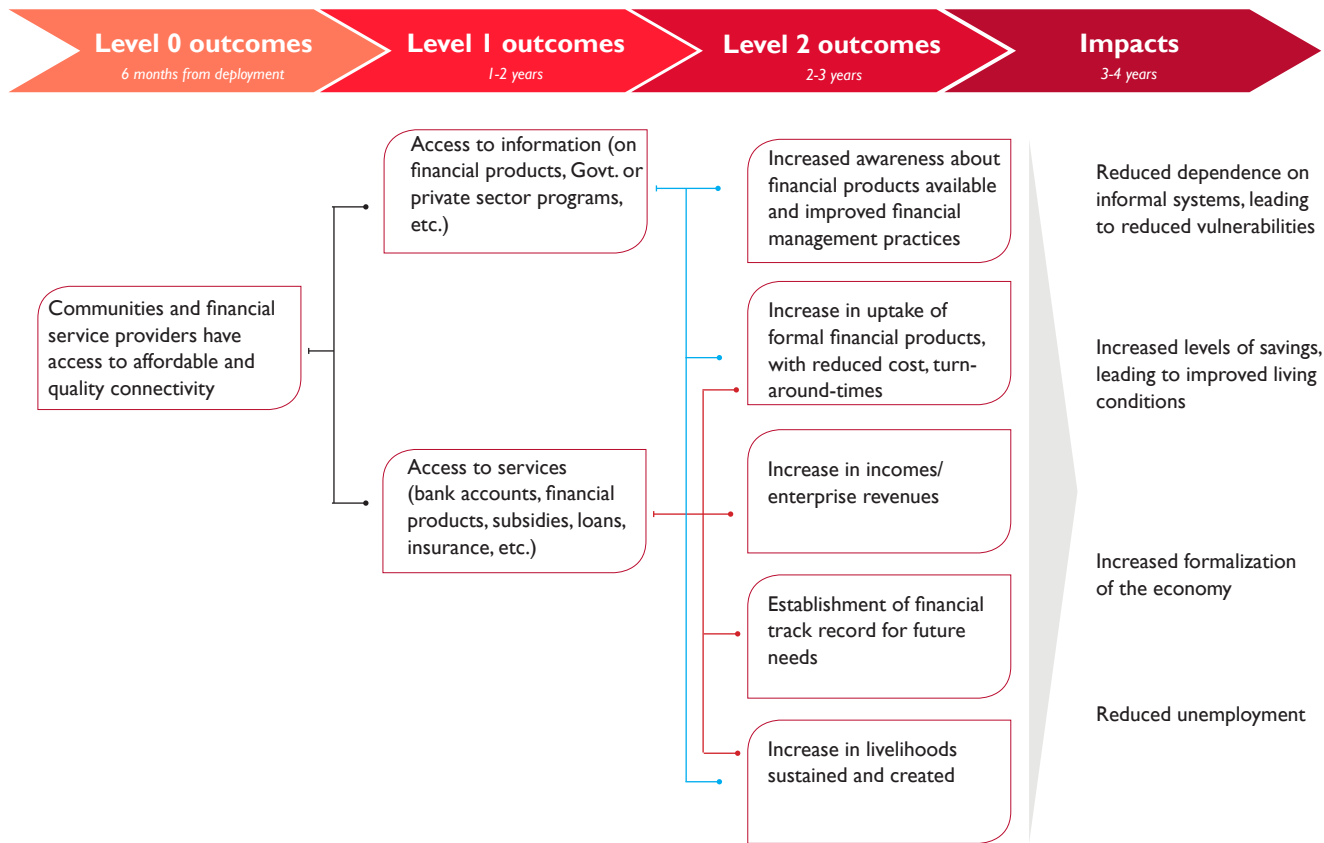 Level 0 outcomes
6 months from deployment
Level 1 outcomes
1-2 years
Level 2 outcomes
2-3 years
Impacts
3-4 years
Communities and financial
service providers have
access to affordable and
quality connectivity
Access to information (on
financial products, Govt. or
private sector programs,
etc.)
Access to services
(bank accounts, financial
products, subsidies, loans,
insurance, etc.)
Increased awareness about
financial products available
and improved financial
management practices
Increase in uptake of
formal financial products,
with reduced cost, turn-
around-times
Increase in incomes/
enterprise revenues
Establishment of financial
track record for future
needs
Increase in livelihoods
sustained and created
Reduced dependence on
informal systems, leading
to reduced vulnerabilities
Increased levels of savings,
leading to improved living
conditions
Increased formalization
of the economy
Reduced unemployment